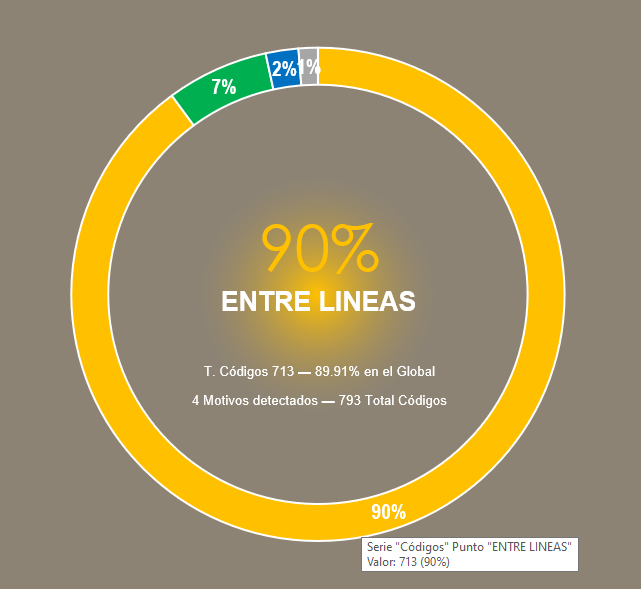 2%
1%
7%
90%
ENTRE LINEAS
T. Códigos 713 — 89.91% en el Global
4 Motivos detectados — 793 Total Códigos
90%
Serie "Códigos" Punto "ENTRE LINEAS"
Valor: 713 (90%)